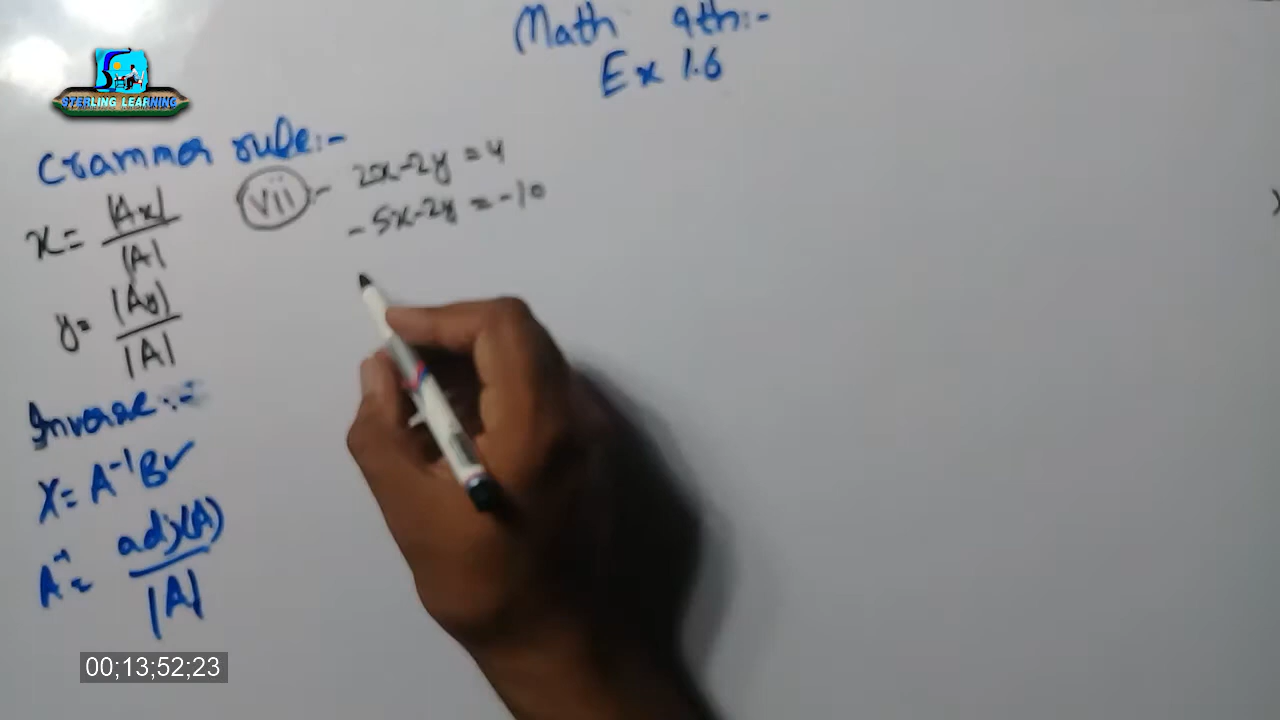 Math 9th:-
Ex 1.6
STERLING LEARNING
Crammer rule:-
x = |Ax| / |A|
vii :- 2x-2y = 4
-5x-2y = -10
y = |Ay| / |A|
Inverse :-
X = A⁻¹B✓
A⁻¹ = adj(A) / |A|
00;13;52;23